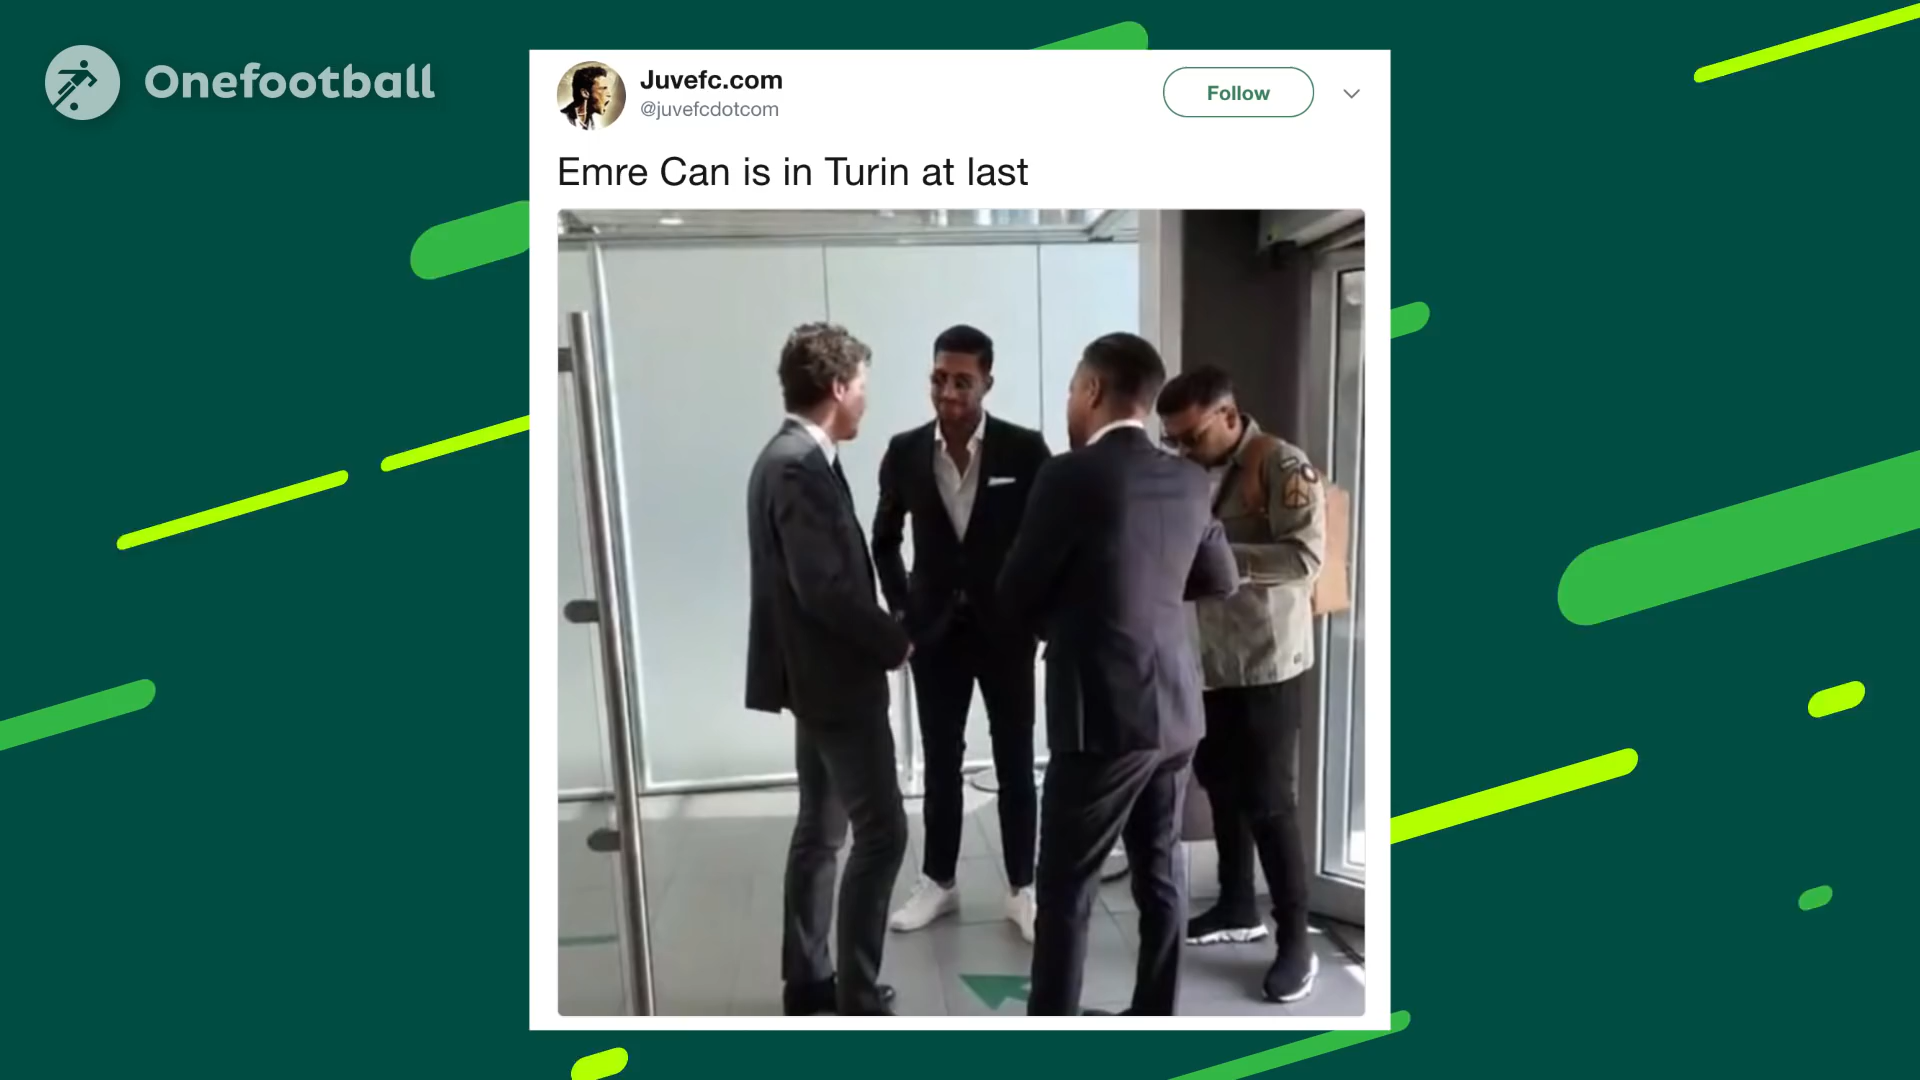 Onefootball
Juvefc.com
@juvefcdotcom
Follow
Emre Can is in Turin at last